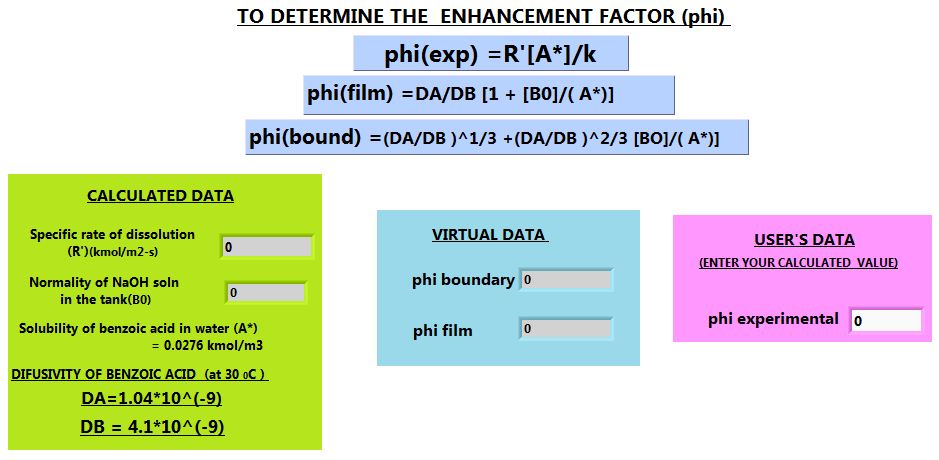 TO DETERMINE THE ENHANCEMENT FACTOR (phi)
phi(exp) =R'[A*]/k
phi(film) =DA/DB [1 + [B0]/( A*)]
phi(bound) =(DA/DB )^1/3 +(DA/DB )^2/3 [BO]/( A*)]
CALCULATED DATA
Specific rate of dissolution
(R')(kmol/m2-s)
0
Normality of NaOH soln
in the tank(B0)
0
Solubility of benzoic acid in water (A*)
= 0.0276 kmol/m3
DIFUSIVITY OF BENZOIC ACID (at 30 0C )
DA=1.04*10^(-9)
DB = 4.1*10^(-9)
VIRTUAL DATA
phi boundary 0
phi film 0
USER'S DATA
(ENTER YOUR CALCULATED VALUE)
phi experimental 0